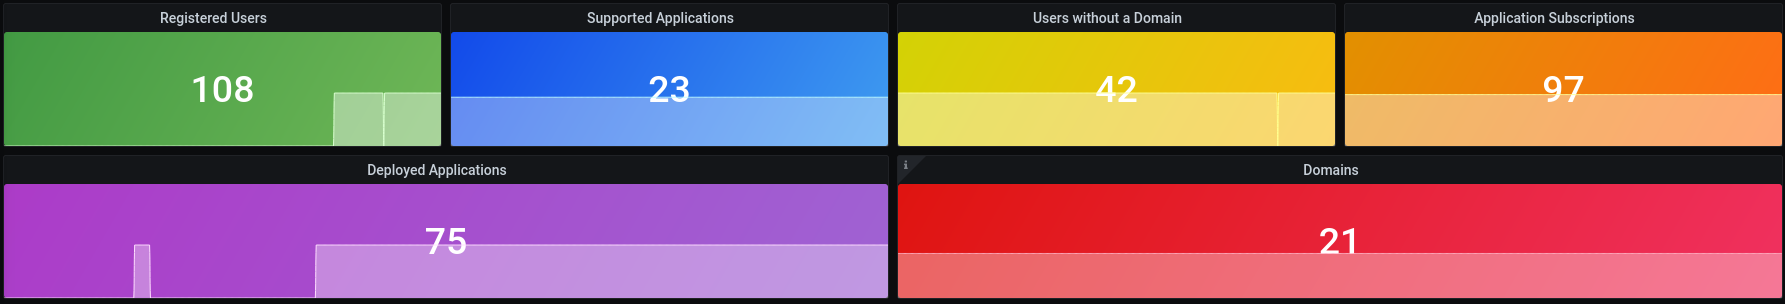 Registered Users
108
Supported Applications
23
Users without a Domain
42
Application Subscriptions
97
Deployed Applications
75
i
Domains
21